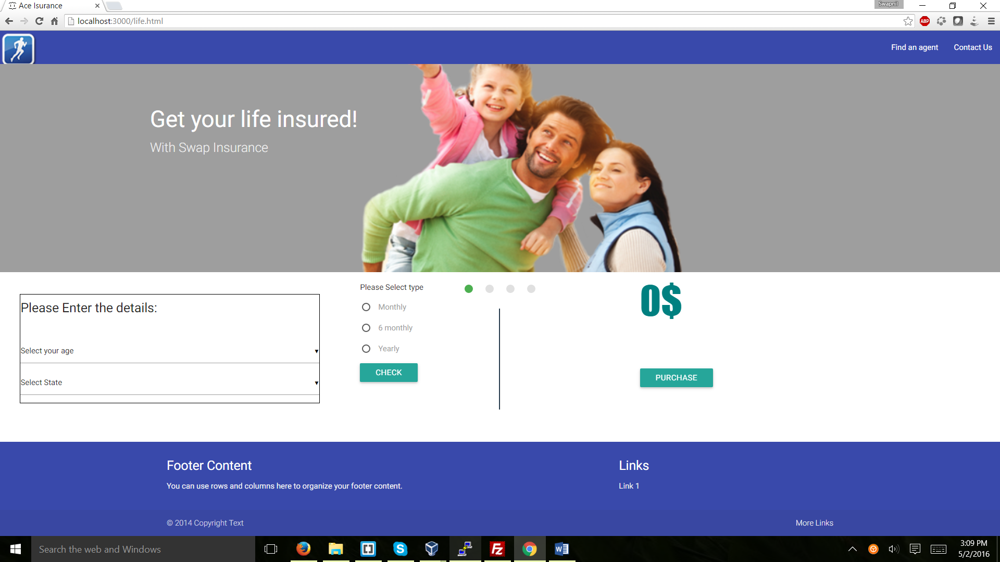 Ace Isurance
Swapnil
localhost:3000/life.html
ABP
Find an agent
Contact Us
Get your life insured!
With Swap Insurance
Please Enter the details:
Select your age
Select State
Please Select type
Monthly
6 monthly
Yearly
CHECK
0$
PURCHASE
Footer Content
You can use rows and columns here to organize your footer content.
Links
Link 1
© 2014 Copyright Text
More Links
Search the web and Windows
3:09 PM
5/2/2016